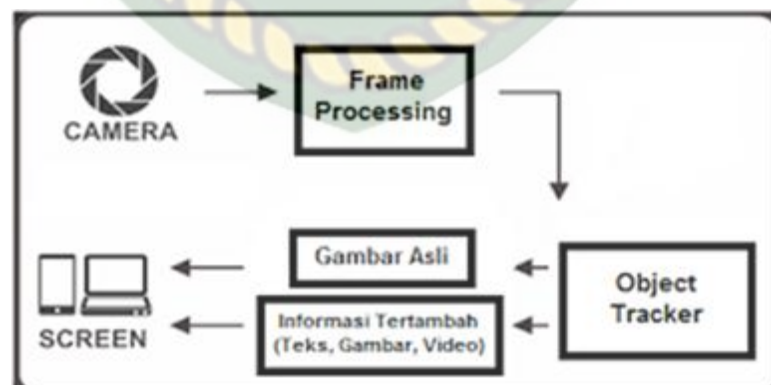 CAMERA
Frame
Processing
Object
Tracker
Gambar Asli
Informasi Tertambah
(Teks, Gambar, Video)
SCREEN